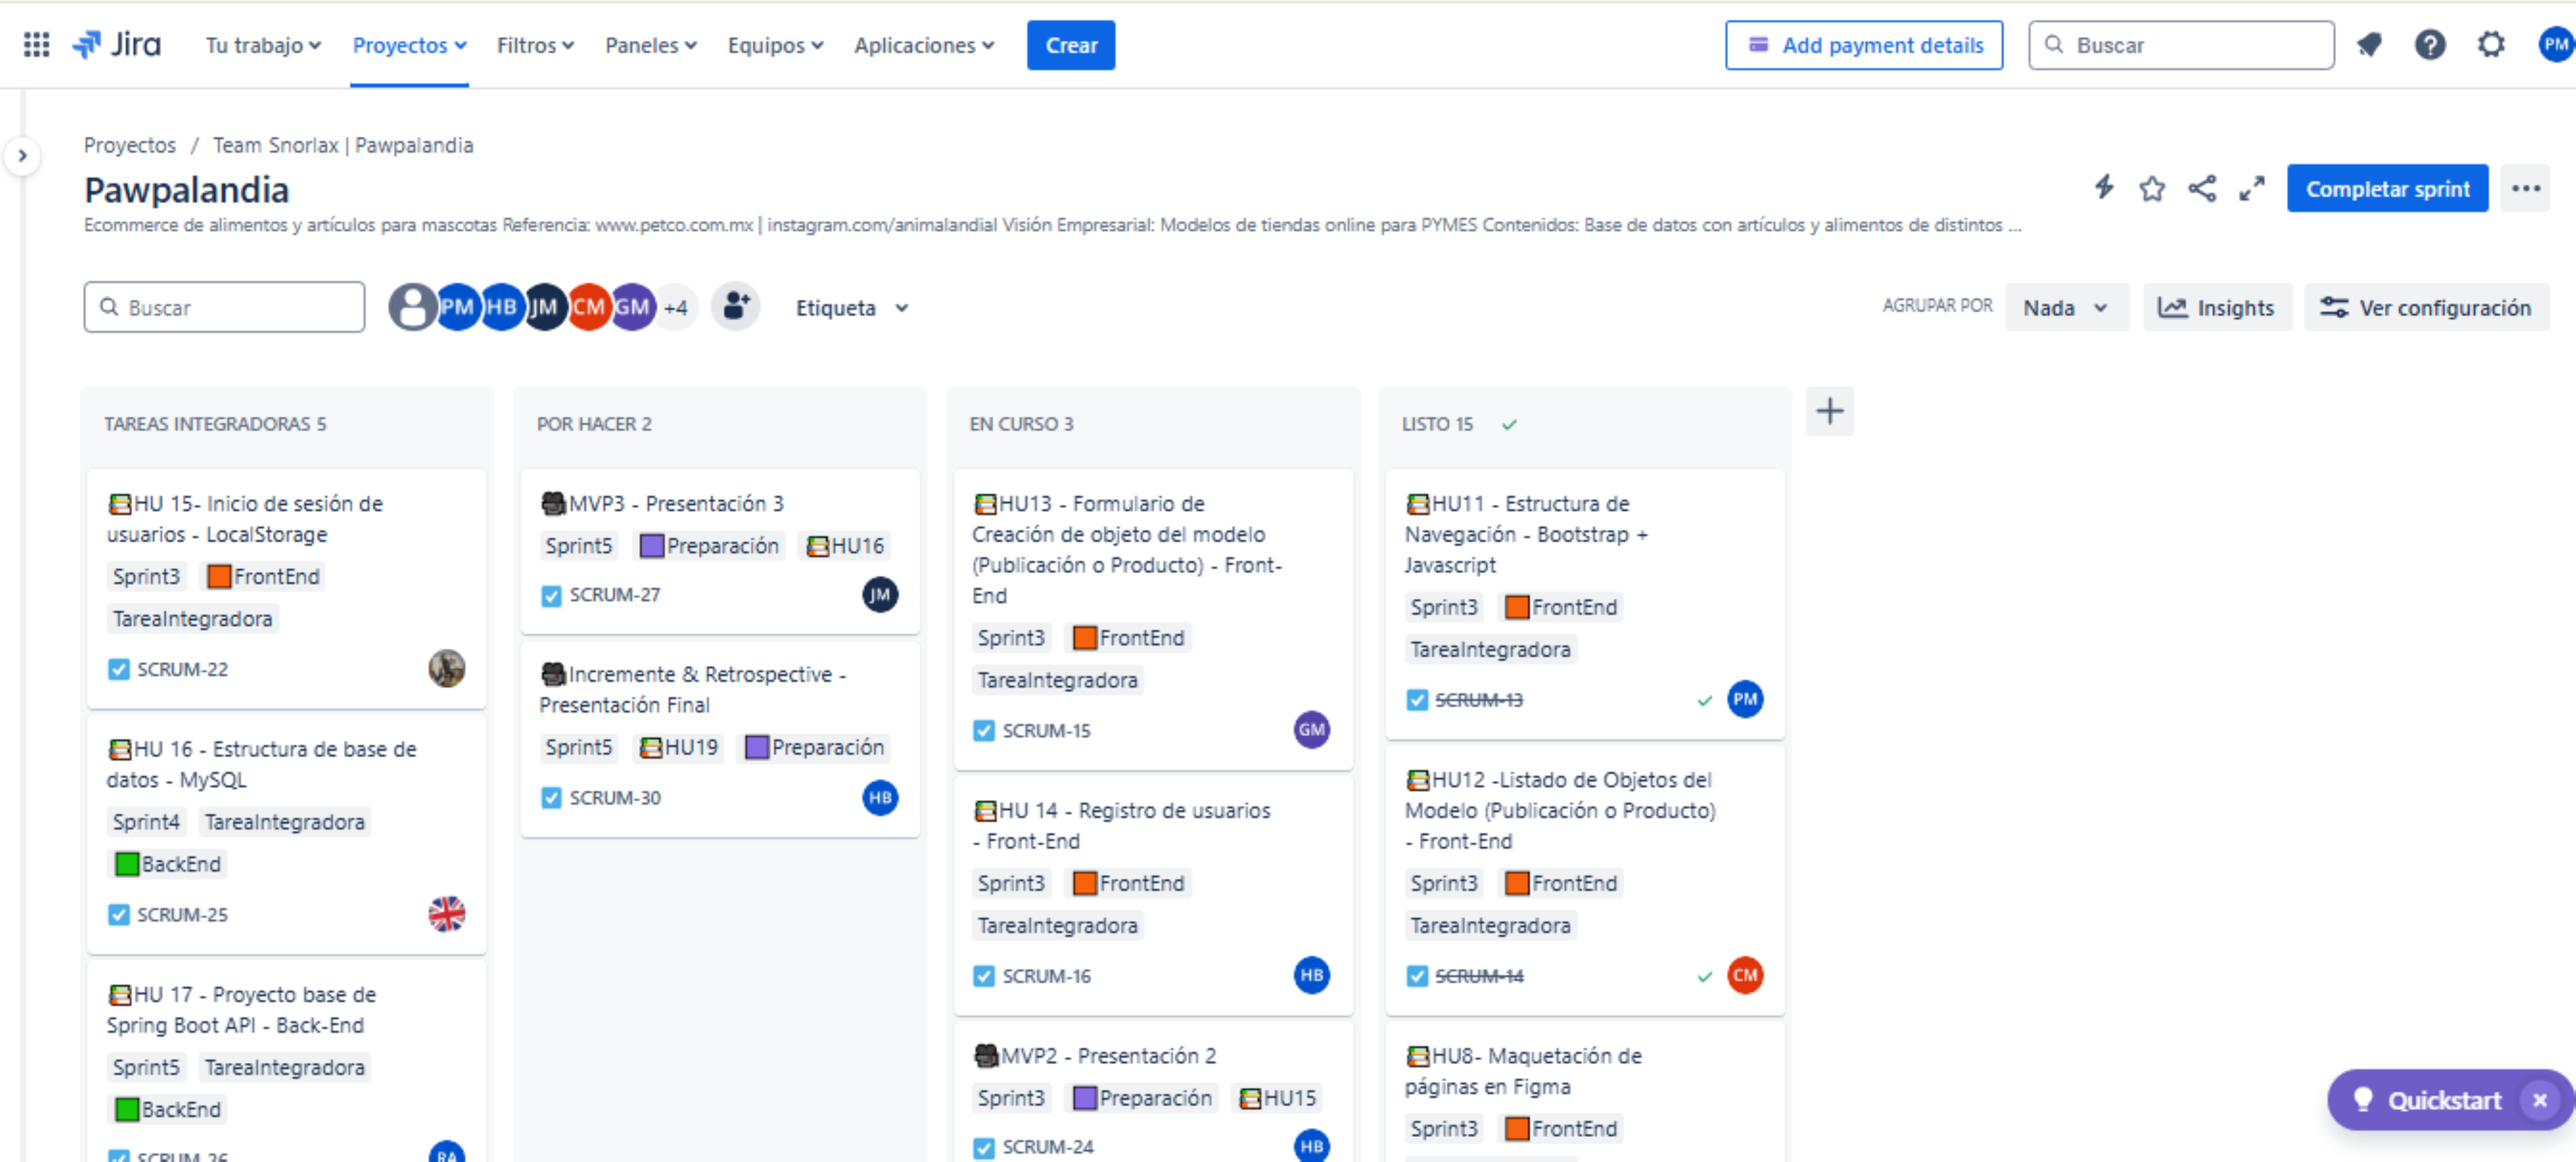 Jira
Tu trabajo
Proyectos
Filtros
Paneles
Equipos
Aplicaciones
Crear
Add payment details
Buscar
PM
Proyectos / Team Snorlax | Pawpalandia
Pawpalandia
Completar sprint
Ecommerce de alimentos y artículos para mascotas Referencia: www.petco.com.mx | instagram.com/animalandial Visión Empresarial: Modelos de tiendas online para PYMES Contenidos: Base de datos con artículos y alimentos de distintos ...
Buscar
PM HB JM CM GM +4
Etiqueta
AGRUPAR POR
Nada
Insights
Ver configuración
TAREAS INTEGRADORAS 5
HU 15- Inicio de sesión de
usuarios - LocalStorage
Sprint3 FrontEnd
TareaIntegradora
SCRUM-22
HU 16 - Estructura de base de
datos - MySQL
Sprint4 TareaIntegradora
BackEnd
SCRUM-25
HU 17 - Proyecto base de
Spring Boot API - Back-End
Sprint5 TareaIntegradora
BackEnd
SCRUM-26 RA
POR HACER 2
MVP3 - Presentación 3
Sprint5 Preparación HU16
SCRUM-27 JM
Incremente & Retrospective -
Presentación Final
Sprint5 HU19 Preparación
SCRUM-30 HB
EN CURSO 3
HU13 - Formulario de
Creación de objeto del modelo
(Publicación o Producto) - Front-
End
Sprint3 FrontEnd
TareaIntegradora
SCRUM-15 GM
HU 14 - Registro de usuarios
- Front-End
Sprint3 FrontEnd
TareaIntegradora
SCRUM-16 HB
MVP2 - Presentación 2
Sprint3 Preparación HU15
SCRUM-24 HB
LISTO 15
HU11 - Estructura de
Navegación - Bootstrap +
Javascript
Sprint3 FrontEnd
TareaIntegradora
SCRUM-13 PM
HU12 -Listado de Objetos del
Modelo (Publicación o Producto)
- Front-End
Sprint3 FrontEnd
TareaIntegradora
SCRUM-14 CM
HU8- Maquetación de
páginas en Figma
Sprint3 FrontEnd
Quickstart